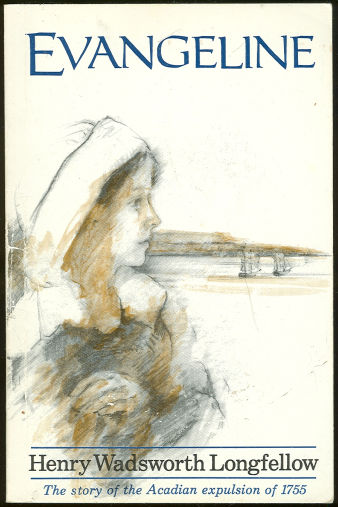 EVANGELINE
Henry Wadsworth Longfellow
The story of the Acadian expulsion of 1755